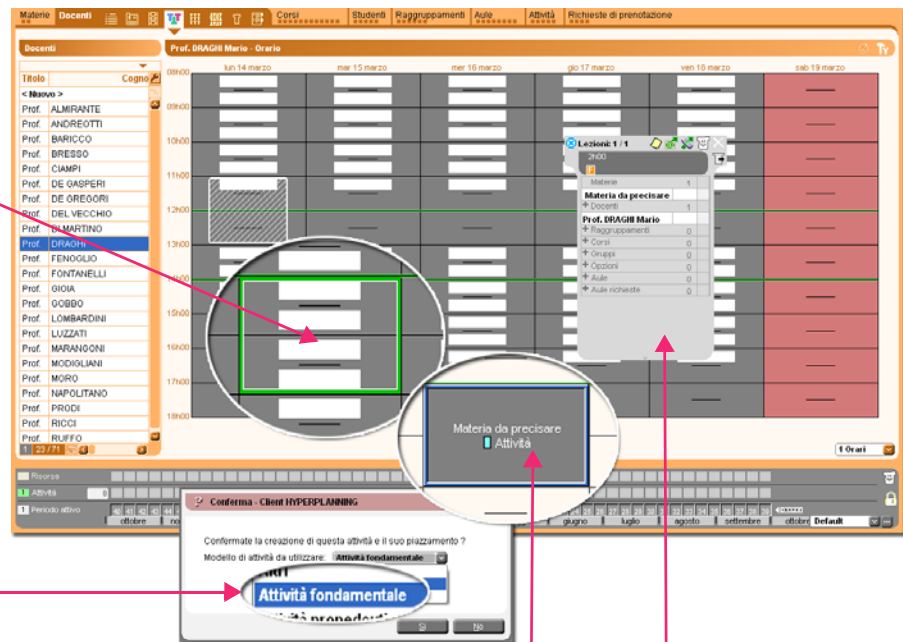 Materie Docenti Corsi Studenti Raggruppamenti Aule Attività Richieste di prenotazione
Docenti
Prof. DRAGHI Mario - Orario
Titolo Cogno
< Nuovo >
Prof. ALMIRANTE
Prof. ANDREOTTI
Prof. BARICCO
Prof. BRESSO
Prof. CIAMPI
Prof. DE GASPERI
Prof. DE GREGORI
Prof. DEL VECCHIO
Prof. DI MARTINO
Prof. DRAGHI
Prof. FENOGLIO
Prof. FONTANELLI
Prof. GIOIA
Prof. GOBBO
Prof. LOMBARDINI
Prof. LUZZATI
Prof. MARANGONI
Prof. MODIGLIANI
Prof. MORO
Prof. NAPOLITANO
Prof. PRODI
Prof. RICCI
Prof. RUFFO
1 23/71
lun 14 marzo mar 15 marzo mer 16 marzo gio 17 marzo ven 18 marzo sab 19 marzo
08h00
09h00
10h00
11h00
12h00
13h00
14h00
15h00
16h00
17h00
18h00
Lezioni: 1 / 1
2h00
Materie 1
Materia da precisare
+ Docenti 1
Prof. DRAGHI Mario
+ Raggruppamenti 0
+ Corsi 0
+ Gruppi 0
+ Opzioni 0
+ Aule 0
+ Aule richieste 0
Materia da precisare
Attività
1 Orari
Risorse
1 Attività 0
1 Periodo attivo
ottobre giugno luglio agosto settembre ottobre Default
Conferma - Client HYPERPLANNING
Confermate la creazione di questa attività e il suo piazzamento ?
Modello di attività da utilizzare: Attività fondamentale
Attività fondamentale
Sì No